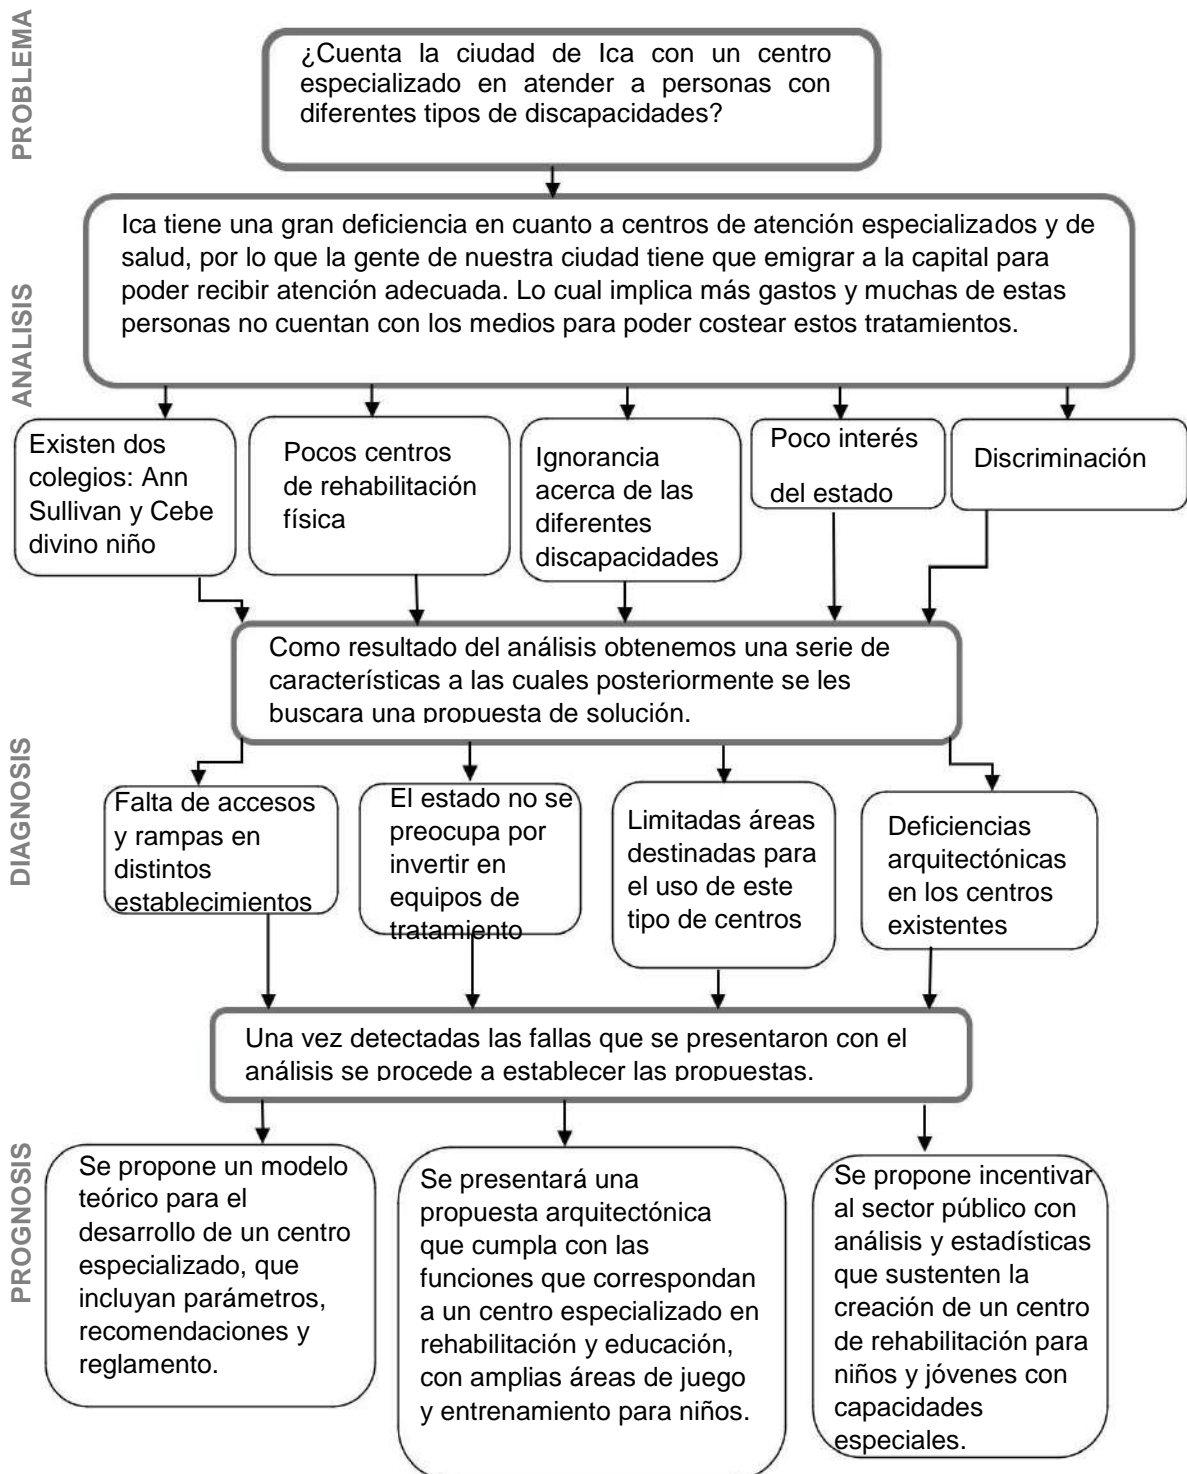 PROBLEMA
¿Cuenta la ciudad de Ica con un centro
especializado en atender a personas con
diferentes tipos de discapacidades?
ANALISIS
Ica tiene una gran deficiencia en cuanto a centros de atención especializados y de
salud, por lo que la gente de nuestra ciudad tiene que emigrar a la capital para
poder recibir atención adecuada. Lo cual implica más gastos y muchas de estas
personas no cuentan con los medios para poder costear estos tratamientos.
Existen dos
colegios: Ann
Sullivan y Cebe
divino niño
Pocos centros
de rehabilitación
física
Ignorancia
acerca de las
diferentes
discapacidades
Poco interés
del estado
Discriminación
Como resultado del análisis obtenemos una serie de
características a las cuales posteriormente se les
buscara una propuesta de solución.
DIAGNOSIS
Falta de accesos
y rampas en
distintos
establecimientos
El estado no se
preocupa por
invertir en
equipos de
tratamiento
Limitadas áreas
destinadas para
el uso de este
tipo de centros
Deficiencias
arquitectónicas
en los centros
existentes
Una vez detectadas las fallas que se presentaron con el
análisis se procede a establecer las propuestas.
PROGNOSIS
Se propone un modelo
teórico para el
desarrollo de un centro
especializado, que
incluyan parámetros,
recomendaciones y
reglamento.
Se presentará una
propuesta arquitectónica
que cumpla con las
funciones que correspondan
a un centro especializado en
rehabilitación y educación,
con amplias áreas de juego
y entrenamiento para niños.
Se propone incentivar
al sector público con
análisis y estadísticas
que sustenten la
creación de un centro
de rehabilitación para
niños y jóvenes con
capacidades
especiales.